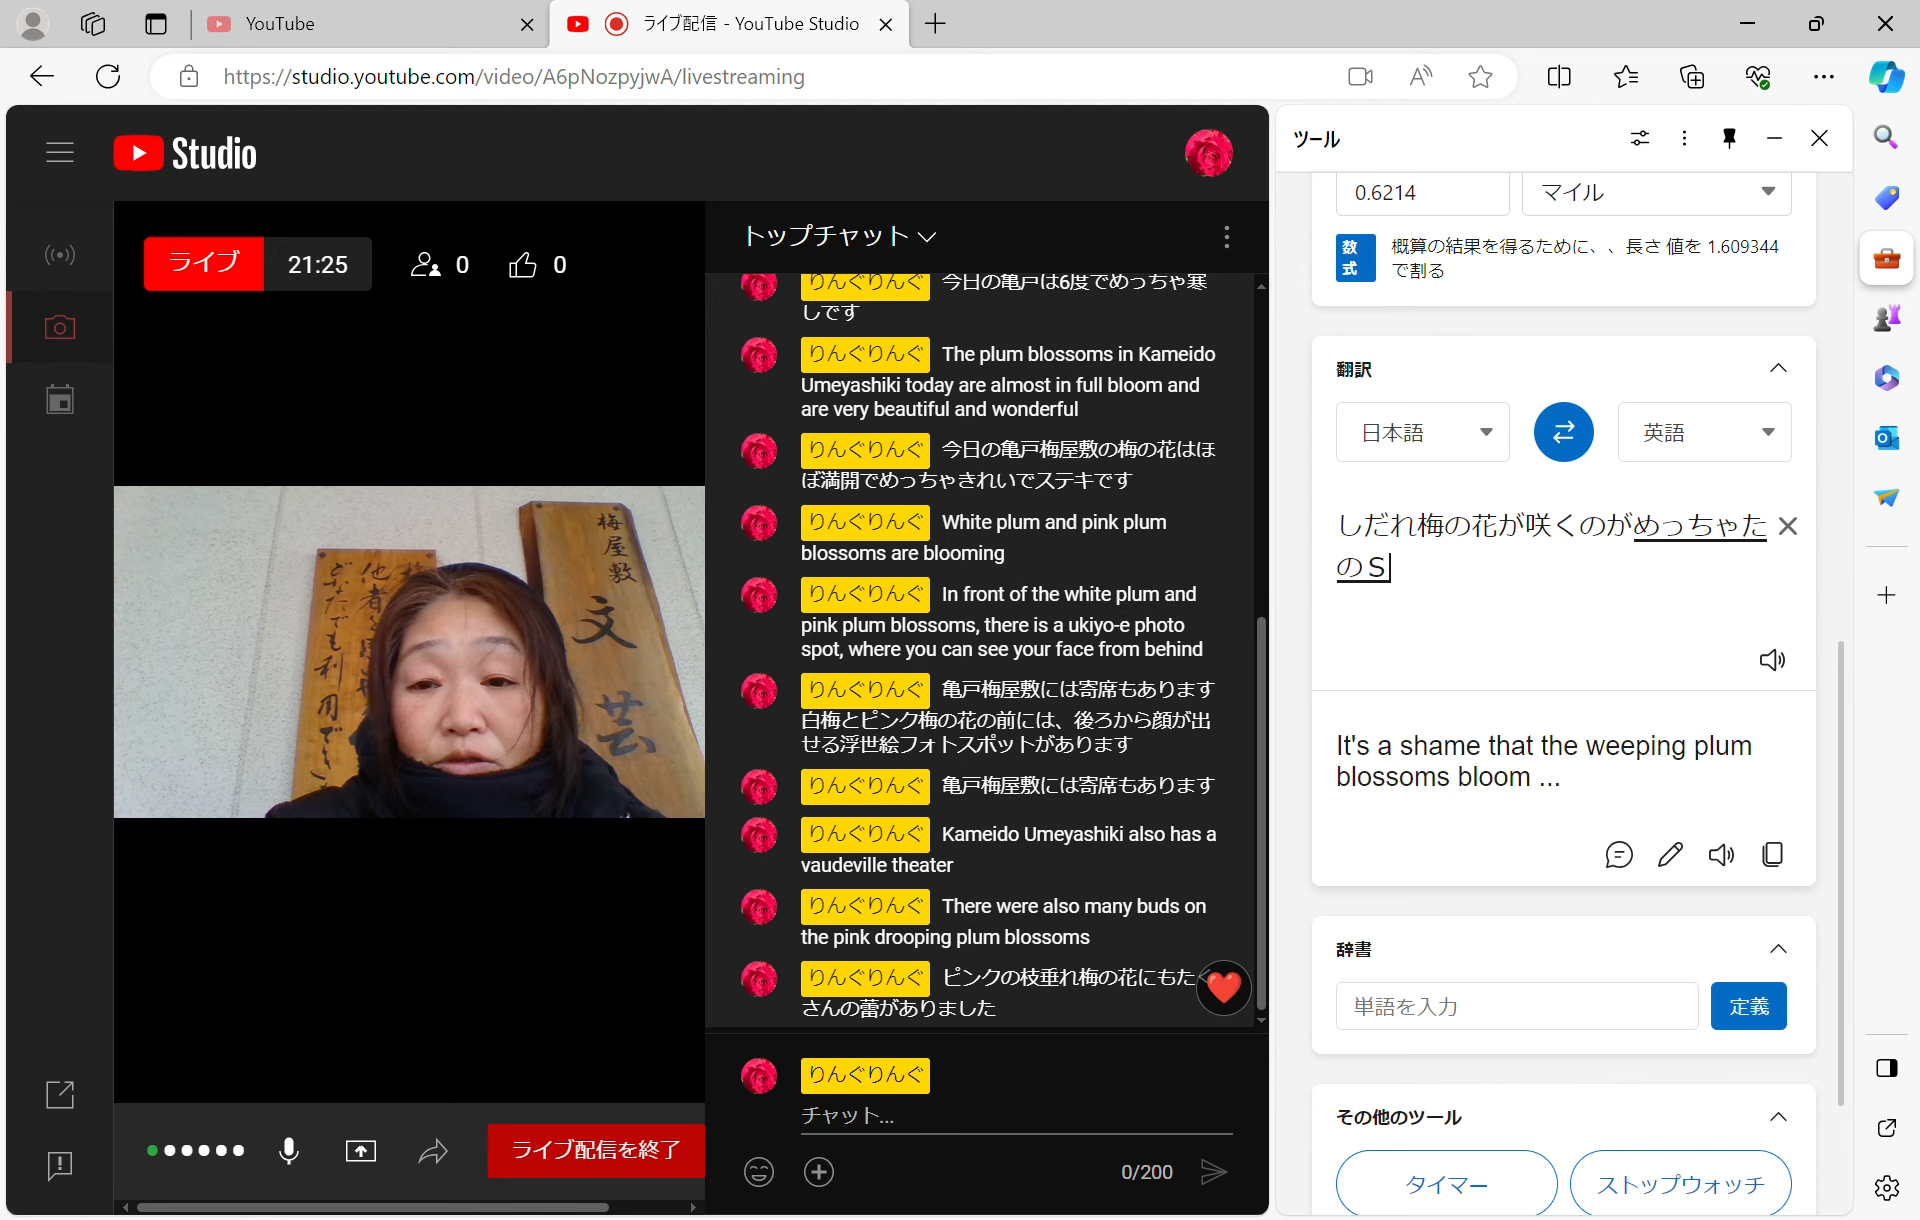 YouTube
ライブ配信 - YouTube Studio
https://studio.youtube.com/video/A6pNozpyjwA/livestreaming
Studio
ライブ
21:25
0
0
梅屋敷
文芸
トップチャット
りんぐりんぐ 今日の亀戸は6度でめっちゃ寒
しです
りんぐりんぐ The plum blossoms in Kameido
Umeyashiki today are almost in full bloom and
are very beautiful and wonderful
りんぐりんぐ 今日の亀戸梅屋敷の梅の花はほ
ぼ満開でめっちゃきれいでステキです
りんぐりんぐ White plum and pink plum
blossoms are blooming
りんぐりんぐ In front of the white plum and
pink plum blossoms, there is a ukiyo-e photo
spot, where you can see your face from behind
りんぐりんぐ 亀戸梅屋敷には寄席もあります
白梅とピンク梅の花の前には、後ろから顔が出
せる浮世絵フォトスポットがあります
りんぐりんぐ 亀戸梅屋敷には寄席もあります
りんぐりんぐ Kameido Umeyashiki also has a
vaudeville theater
りんぐりんぐ There were also many buds on
the pink drooping plum blossoms
りんぐりんぐ ピンクの枝垂れ梅の花にもたく
さんの蕾がありました
りんぐりんぐ
チャット...
0/200
ライブ配信を終了
ツール
0.6214
マイル
数式
概算の結果を得るために、、長さ 値を 1.609344
で割る
翻訳
日本語
英語
しだれ梅の花が咲くのがめっちゃた
のS
It's a shame that the weeping plum
blossoms bloom ...
辞書
単語を入力
定義
その他のツール
タイマー
ストップウォッチ